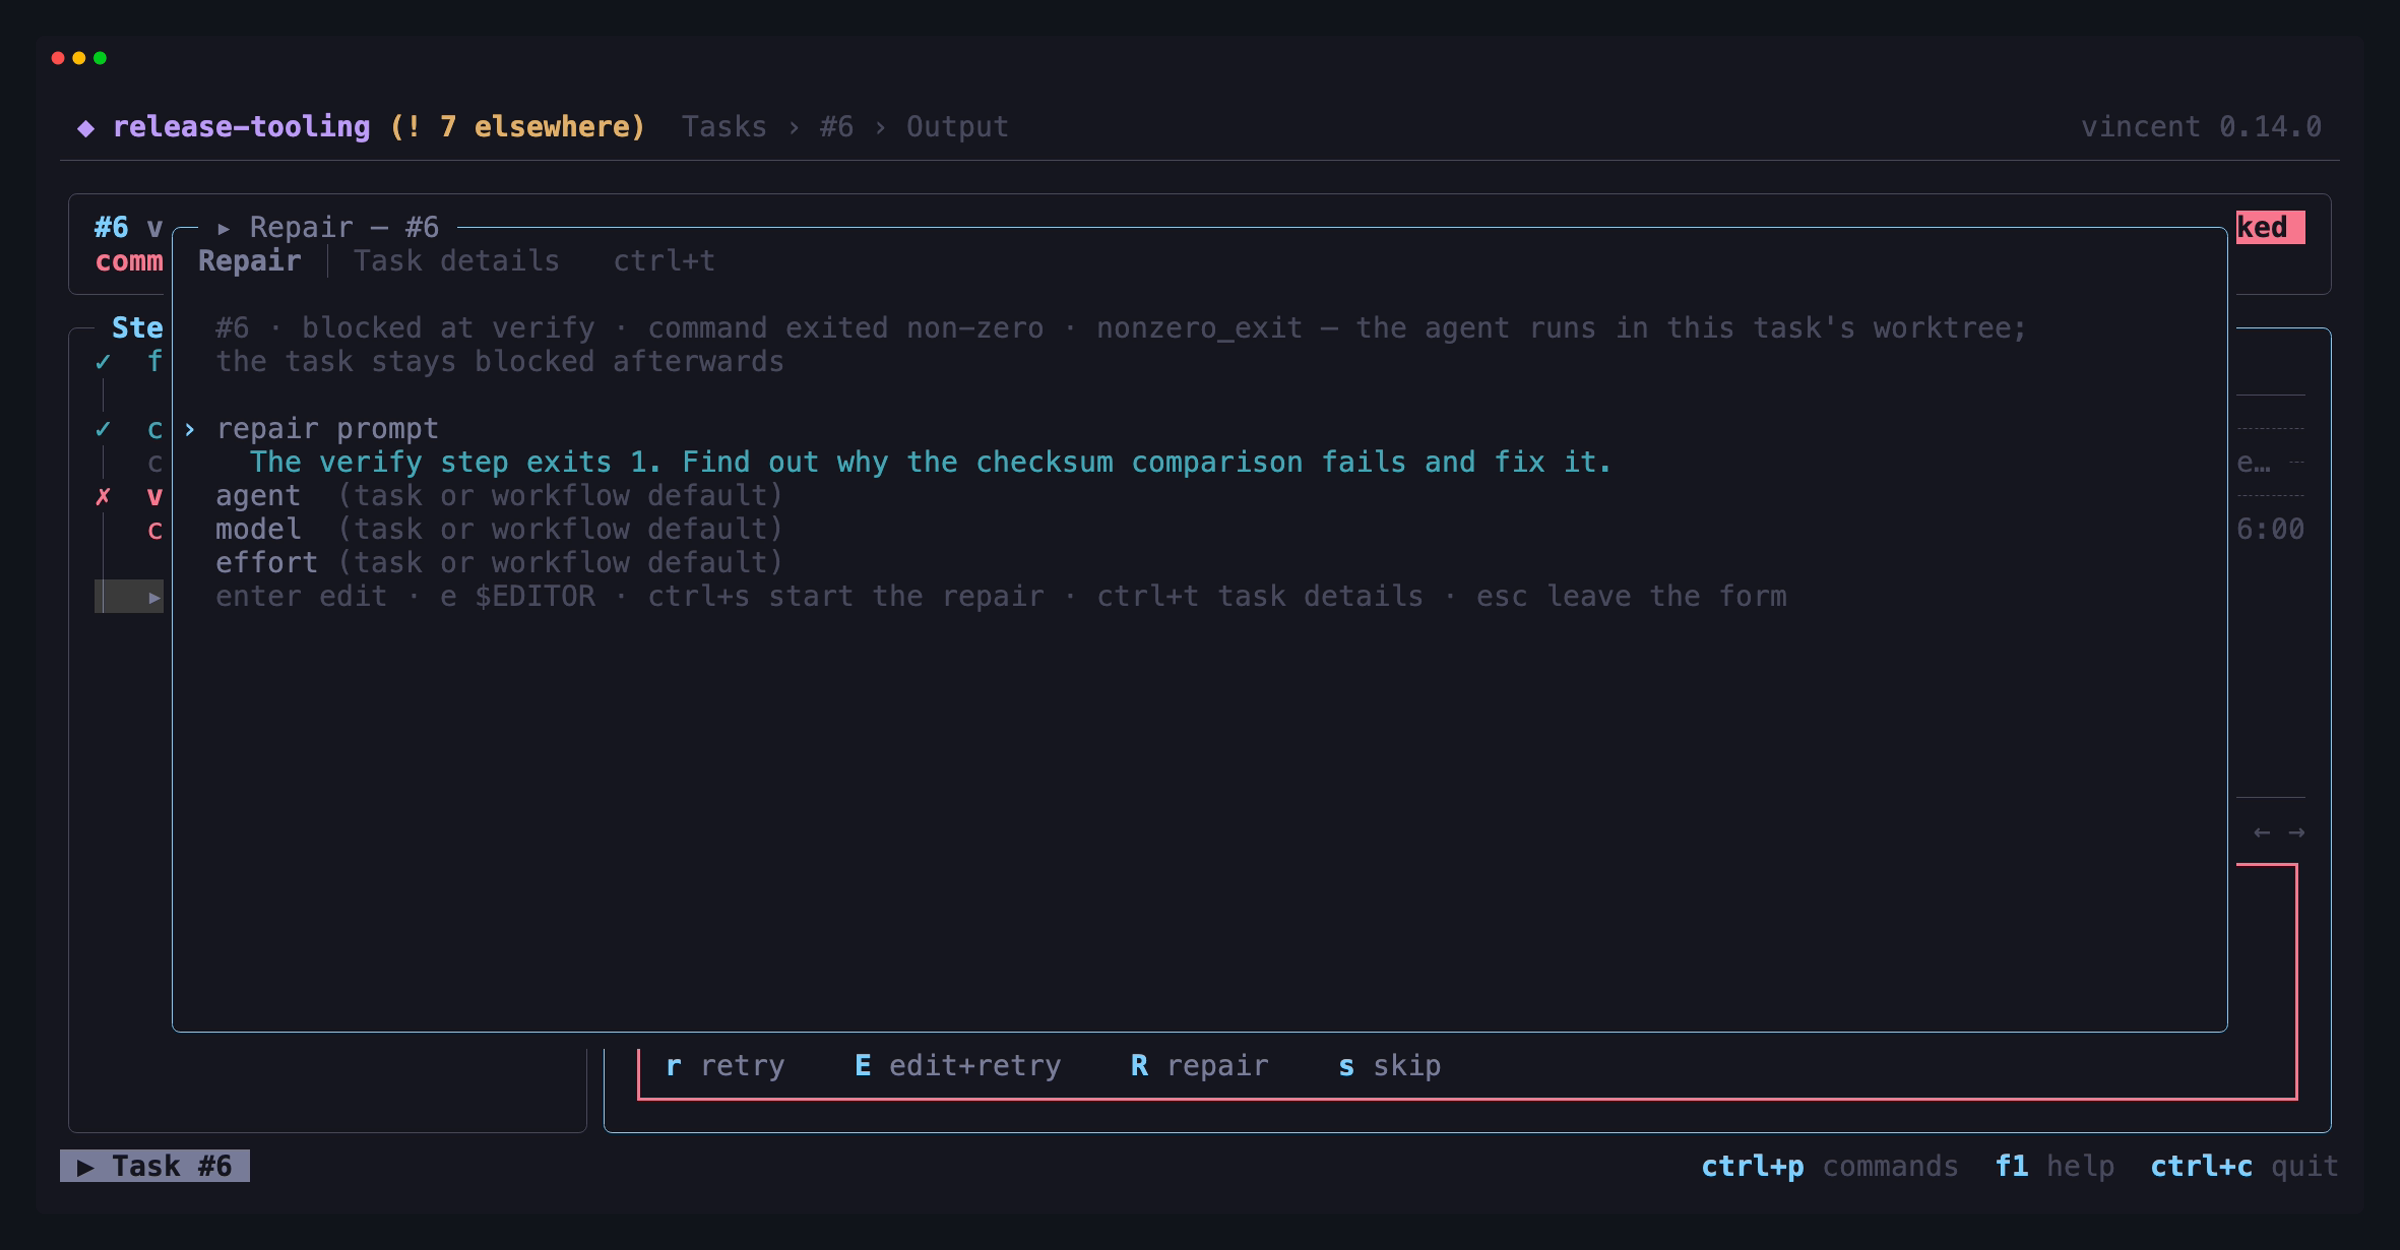 ◆ release-tooling (! 7 elsewhere) Tasks › #6 › Output vincent 0.14.0
#6 v ▸ Repair — #6 ked
comm Repair │ Task details ctrl+t
Ste #6 · blocked at verify · command exited non-zero · nonzero_exit — the agent runs in this task's worktree;
✓ f the task stays blocked afterwards
✓ c › repair prompt
c The verify step exits 1. Find out why the checksum comparison fails and fix it. e…
✗ v agent (task or workflow default)
c model (task or workflow default) 6:00
effort (task or workflow default)
▸ enter edit · e $EDITOR · ctrl+s start the repair · ctrl+t task details · esc leave the form
← →
r retry E edit+retry R repair s skip
▶ Task #6 ctrl+p commands f1 help ctrl+c quit